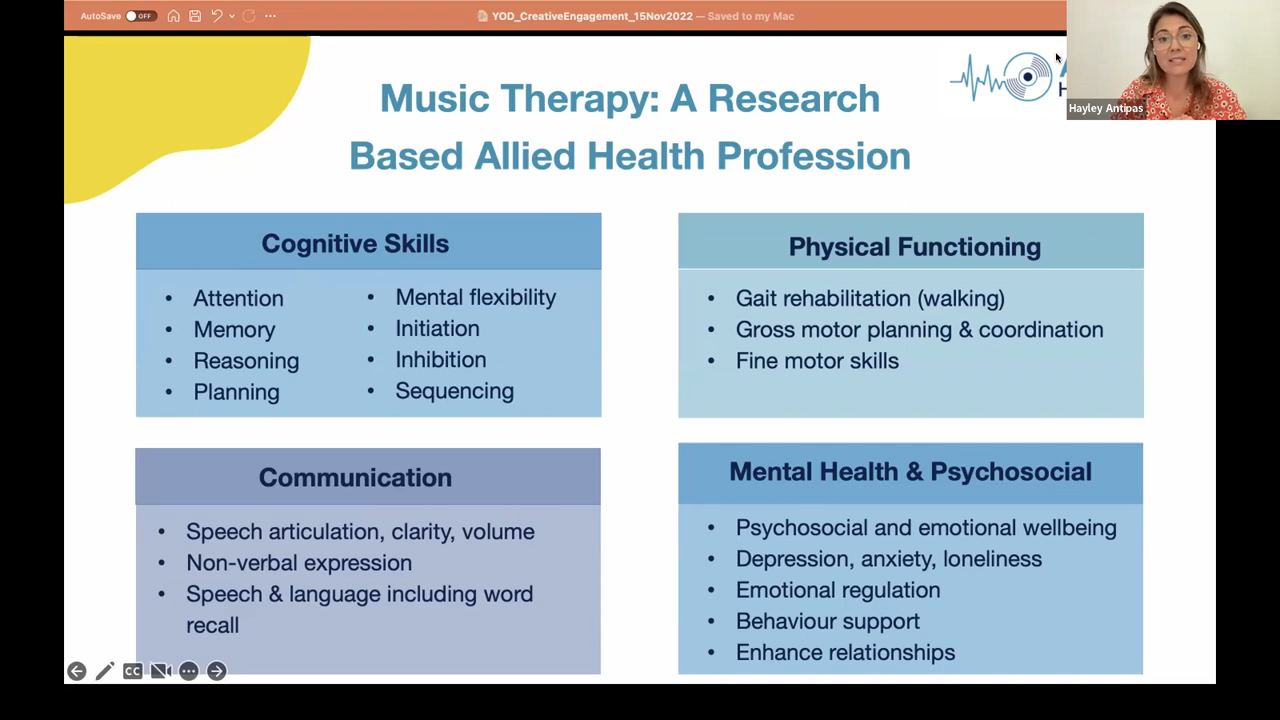 AutoSave OFF
YOD_CreativeEngagement_15Nov2022 — Saved to my Mac
Hayley Antipas
Music Therapy: A Research
Based Allied Health Profession
Cognitive Skills
• Attention
• Memory
• Reasoning
• Planning
• Mental flexibility
• Initiation
• Inhibition
• Sequencing
Physical Functioning
• Gait rehabilitation (walking)
• Gross motor planning & coordination
• Fine motor skills
Communication
• Speech articulation, clarity, volume
• Non-verbal expression
• Speech & language including word
recall
Mental Health & Psychosocial
• Psychosocial and emotional wellbeing
• Depression, anxiety, loneliness
• Emotional regulation
• Behaviour support
• Enhance relationships
CC